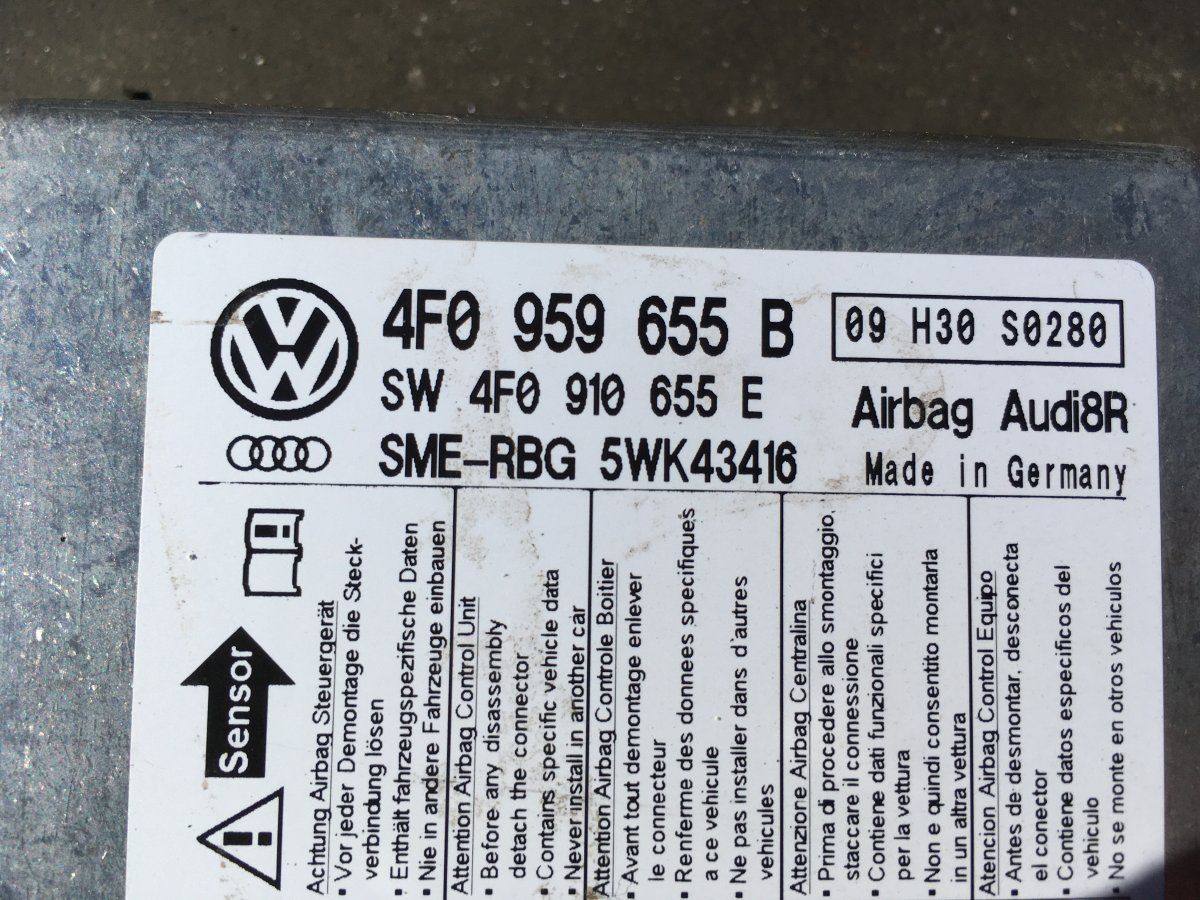 4F0 959 655 B
09 H30 S0280
SW 4F0 910 655 E
Airbag Audi8R
SME-RBG 5WK43416
Made in Germany
Sensor
Achtung Airbag Steuergerät
• Vor jeder Demontage die Steck-
verbindung lösen
• Enthält fahrzeugspezifische Daten
• Nie in andere Fahrzeuge einbauen
Attention Airbag Control Unit
• Before any disassembly
detach the connector
• Contains specific vehicle data
• Never install in another car
Attention Airbag Controle Boitier
• Avant tout demontage enlever
le connecteur
• Renferme des donnees specifiques
a ce vehicule
• Ne pas installer dans d'autres
vehicules
Attenzione Airbag Centralina
• Prima di procedere allo smontaggio,
staccare il connessione
• Contiene dati funzionali specifici
per la vettura
• Non e quindi consentito montarla
in un altra vettura
Atencion Airbag Control Equipo
• Antes de desmontar, desconecta
el conector
• Contiene datos especificos del
vehiculo
• No se monte en otros vehiculos